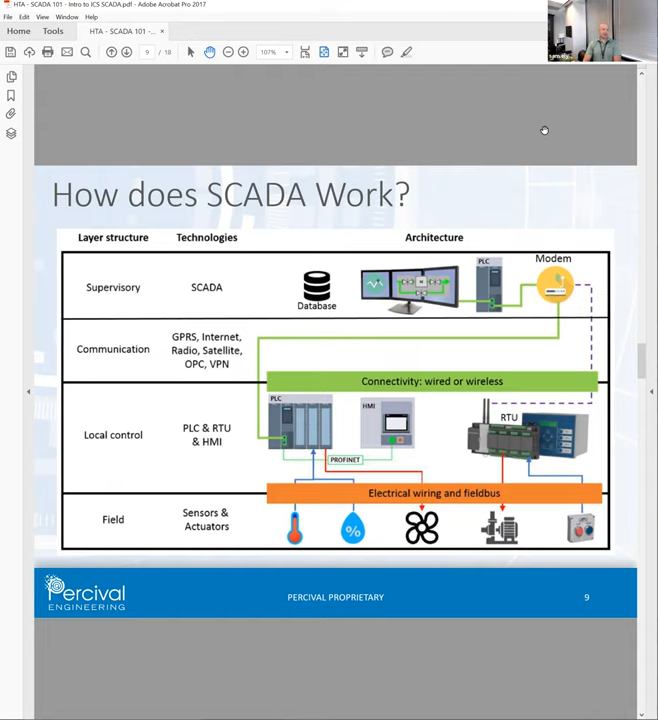 HTA - SCADA 101 - Intro to ICS SCADA.pdf - Adobe Acrobat Pro 2017
File Edit View Window Help
Home Tools HTA - SCADA 101 -... ×
9 / 18 107%
How does SCADA Work?
Layer structure Technologies Architecture
Supervisory SCADA Database PLC Modem
Communication GPRS, Internet,
Radio, Satellite,
OPC, VPN
Connectivity: wired or wireless
Local control PLC & RTU
& HMI
PLC HMI RTU
PROFINET
Electrical wiring and fieldbus
Field Sensors &
Actuators
%
Percival
ENGINEERING
PERCIVAL PROPRIETARY
9